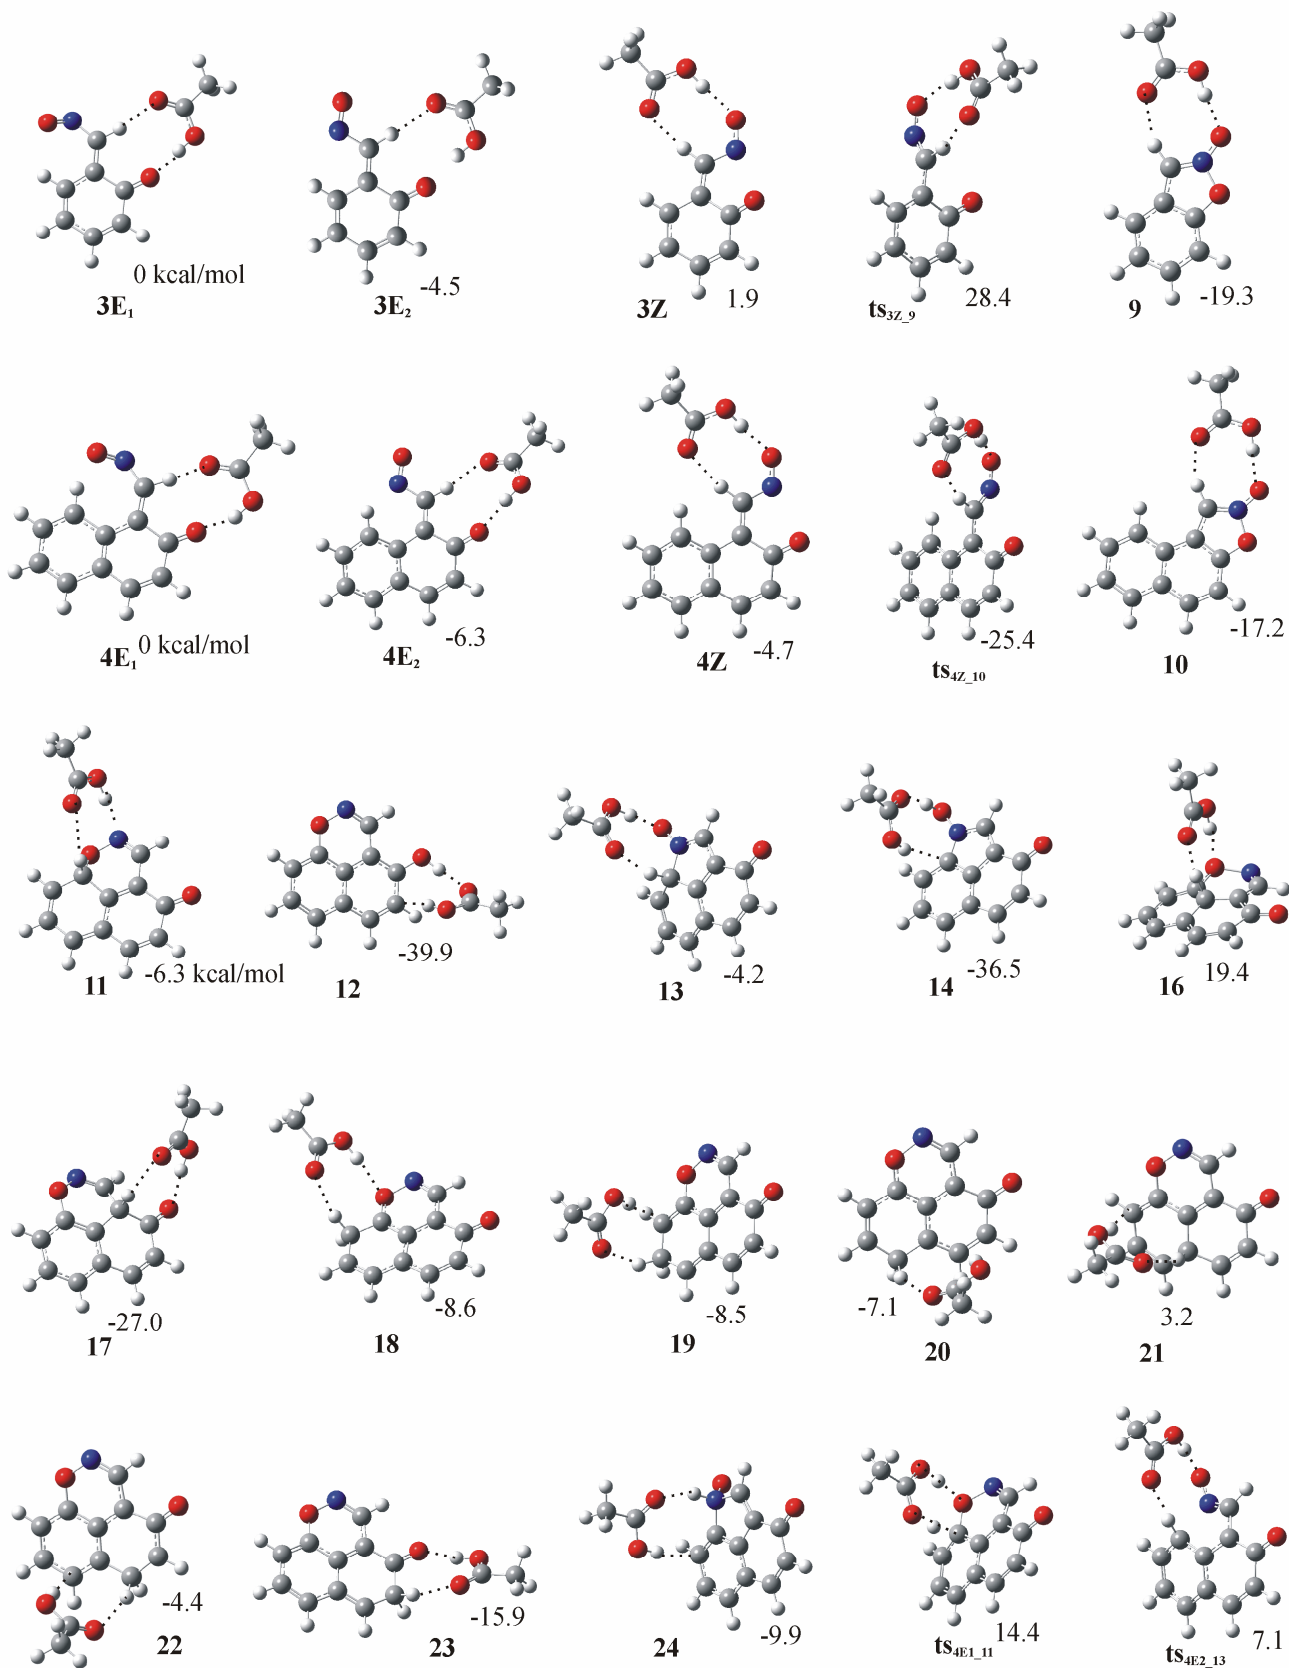 0 kcal/mol
3E₁
-4.5
3E₂
1.9
3Z
28.4
ts₃Z_₉
-19.3
9
0 kcal/mol
4E₁
-6.3
4E₂
-4.7
4Z
-25.4
ts₄Z_₁₀
-17.2
10
-6.3 kcal/mol
11
-39.9
12
-4.2
13
-36.5
14
19.4
16
-27.0
17
-8.6
18
-8.5
19
-7.1
20
3.2
21
-4.4
22
-15.9
23
-9.9
24
14.4
ts₄E₁_₁₁
7.1
ts₄E₂_₁₃